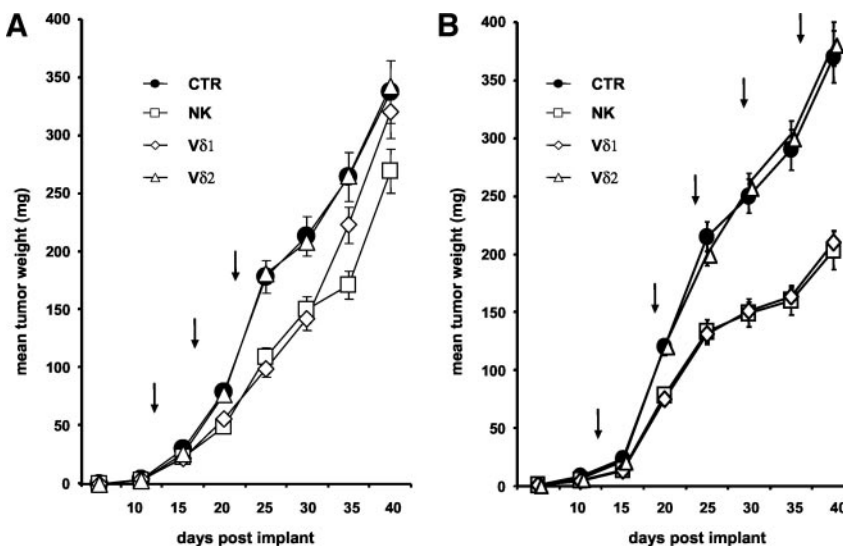 A
CTR
NK
Vδ1
Vδ2
mean tumor weight (mg)
400
350
300
250
200
150
100
50
0
10 15 20 25 30 35 40
days post implant
B
CTR
NK
Vδ1
Vδ2
mean tumor weight (mg)
400
350
300
250
200
150
100
50
0
10 15 20 25 30 35 40
days post implant